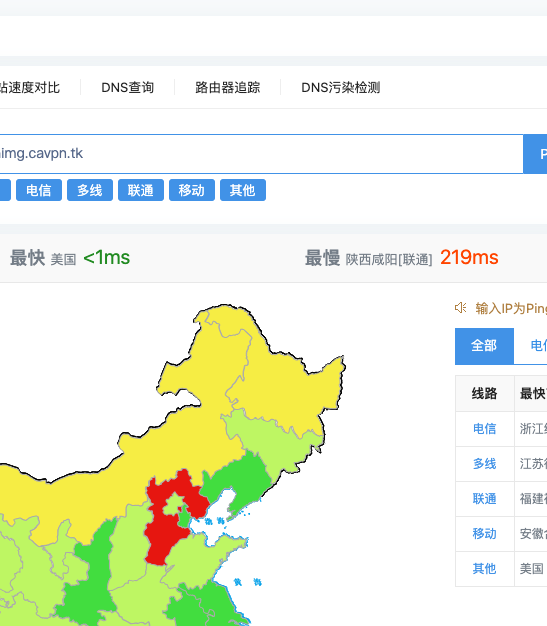 站速度对比 DNS查询 路由器追踪 DNS污染检测
img.cavpn.tk
电信 多线 联通 移动 其他
最快 美国 <1ms 最慢 陕西咸阳[联通] 219ms
输入IP为Ping
全部 电信
线路 最快
电信 浙江
多线 江苏
联通 福建
移动 安徽
其他 美国
渤 海
黄 海